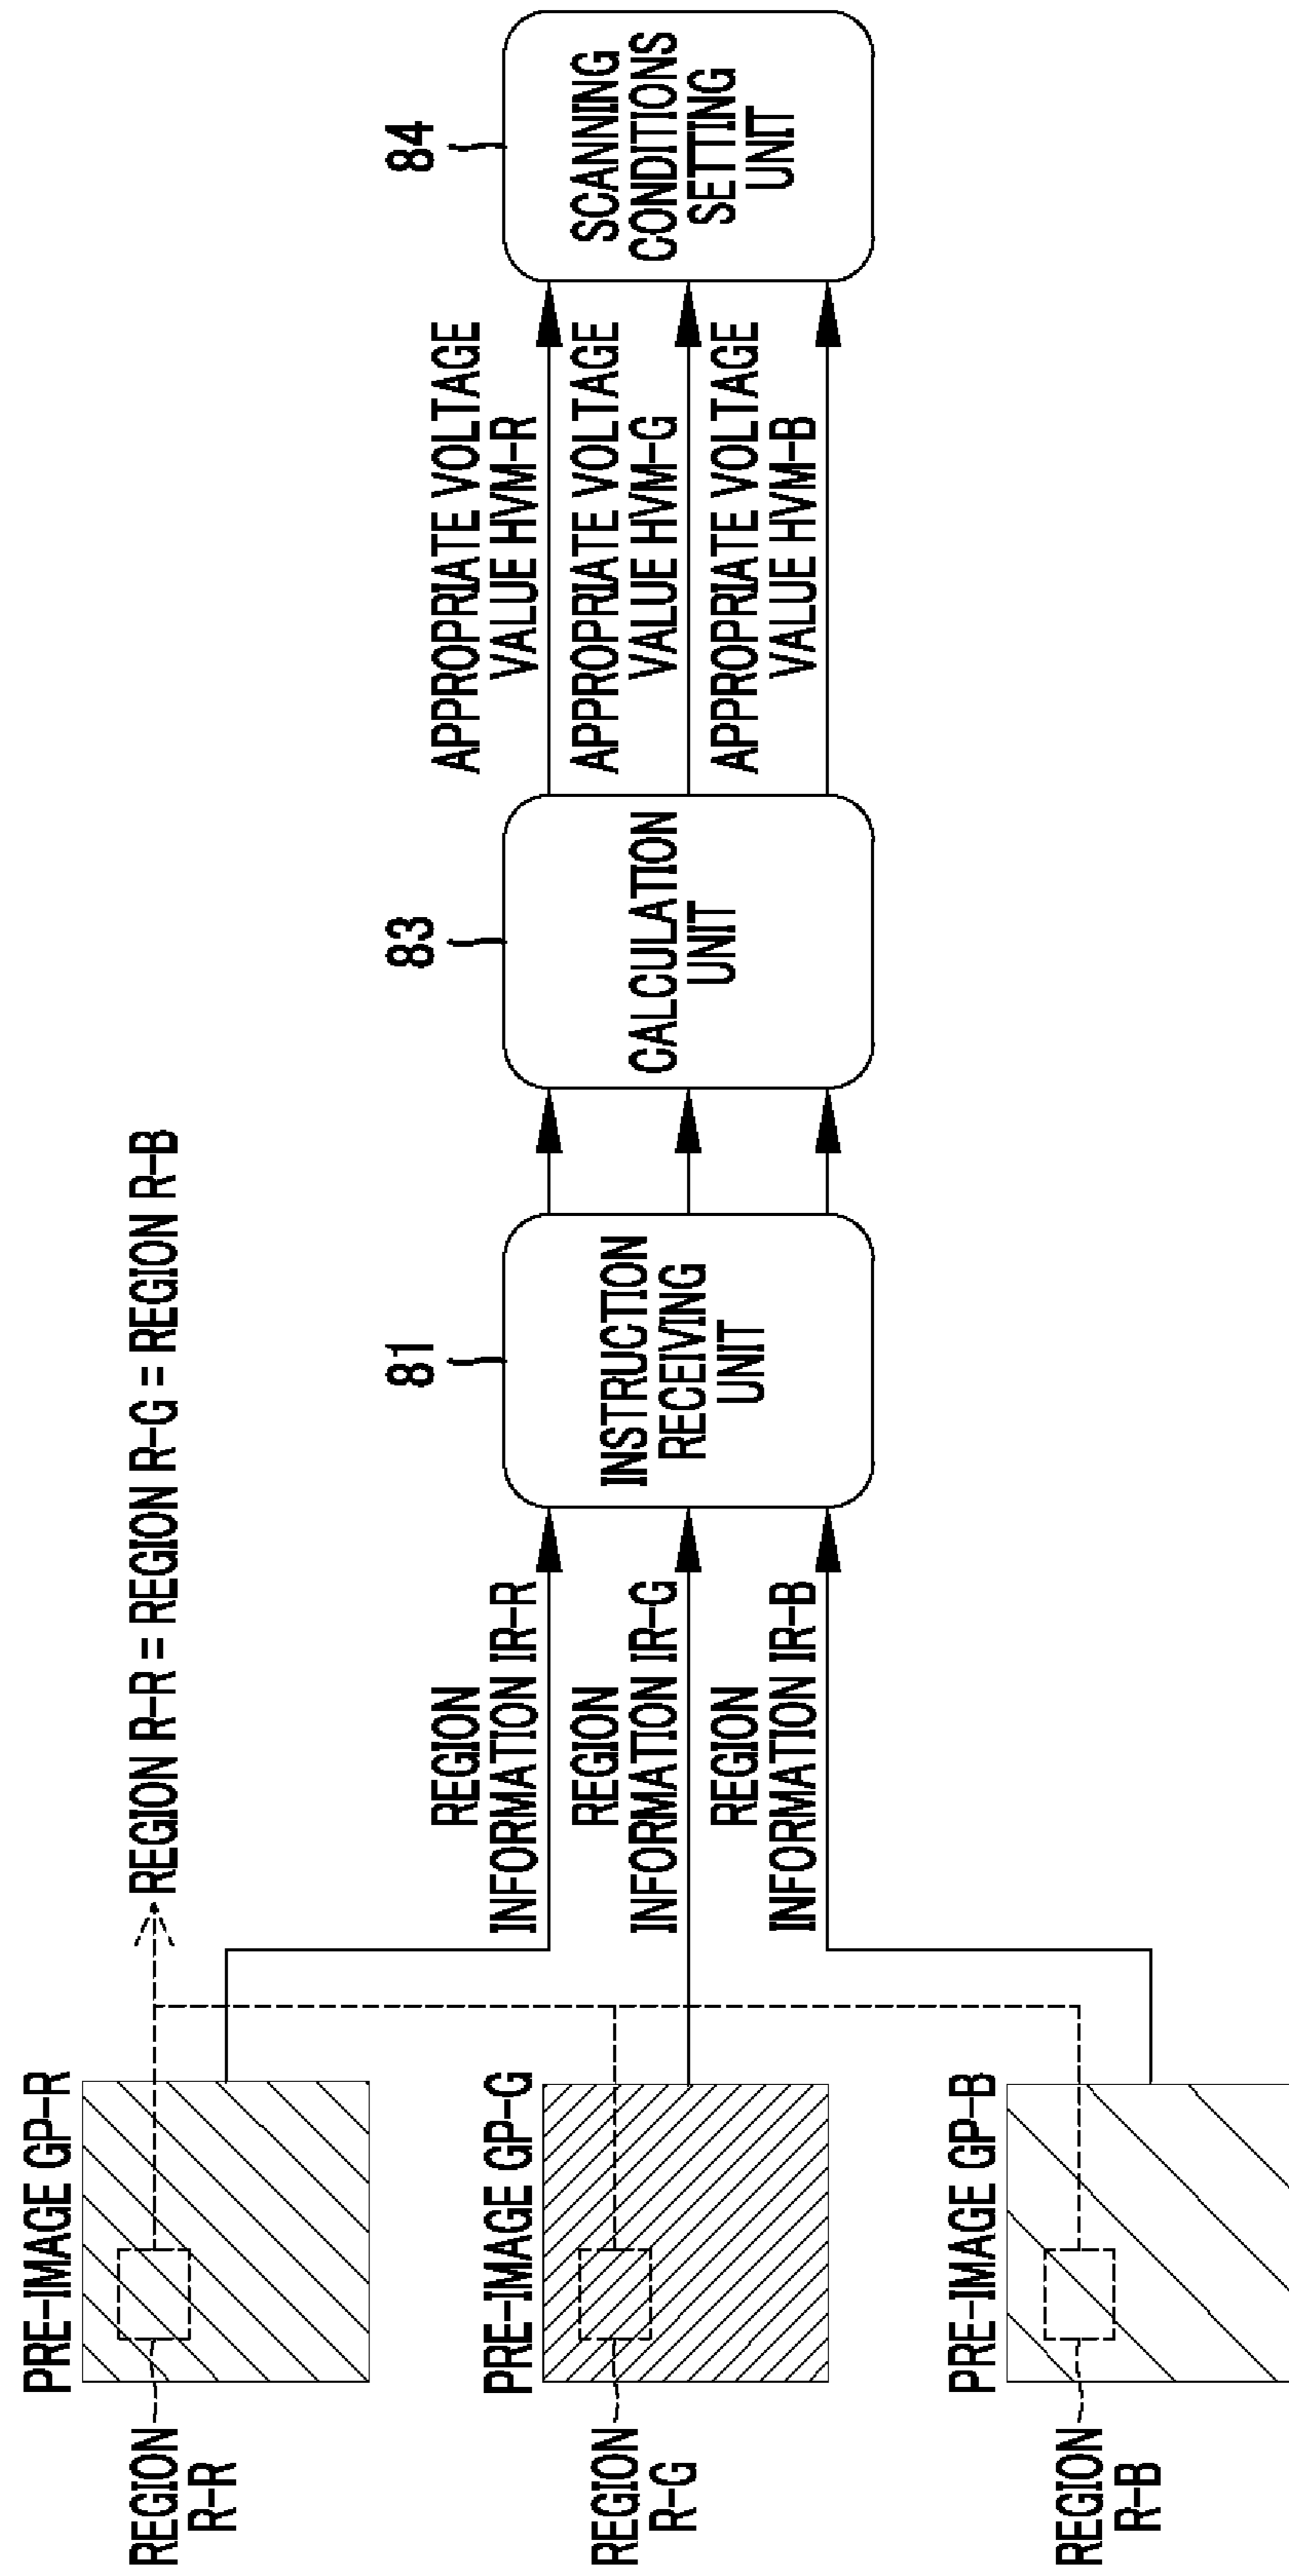 PRE-IMAGE GP-R
REGION
R-R
REGION R-R = REGION R-G = REGION R-B
PRE-IMAGE GP-G
REGION
R-G
PRE-IMAGE GP-B
REGION
R-B
REGION
INFORMATION IR-R
REGION
INFORMATION IR-G
REGION
INFORMATION IR-B
81
INSTRUCTION
RECEIVING
UNIT
83
CALCULATION
UNIT
APPROPRIATE VOLTAGE
VALUE HVM-R
APPROPRIATE VOLTAGE
VALUE HVM-G
APPROPRIATE VOLTAGE
VALUE HVM-B
84
SCANNING
CONDITIONS
SETTING
UNIT